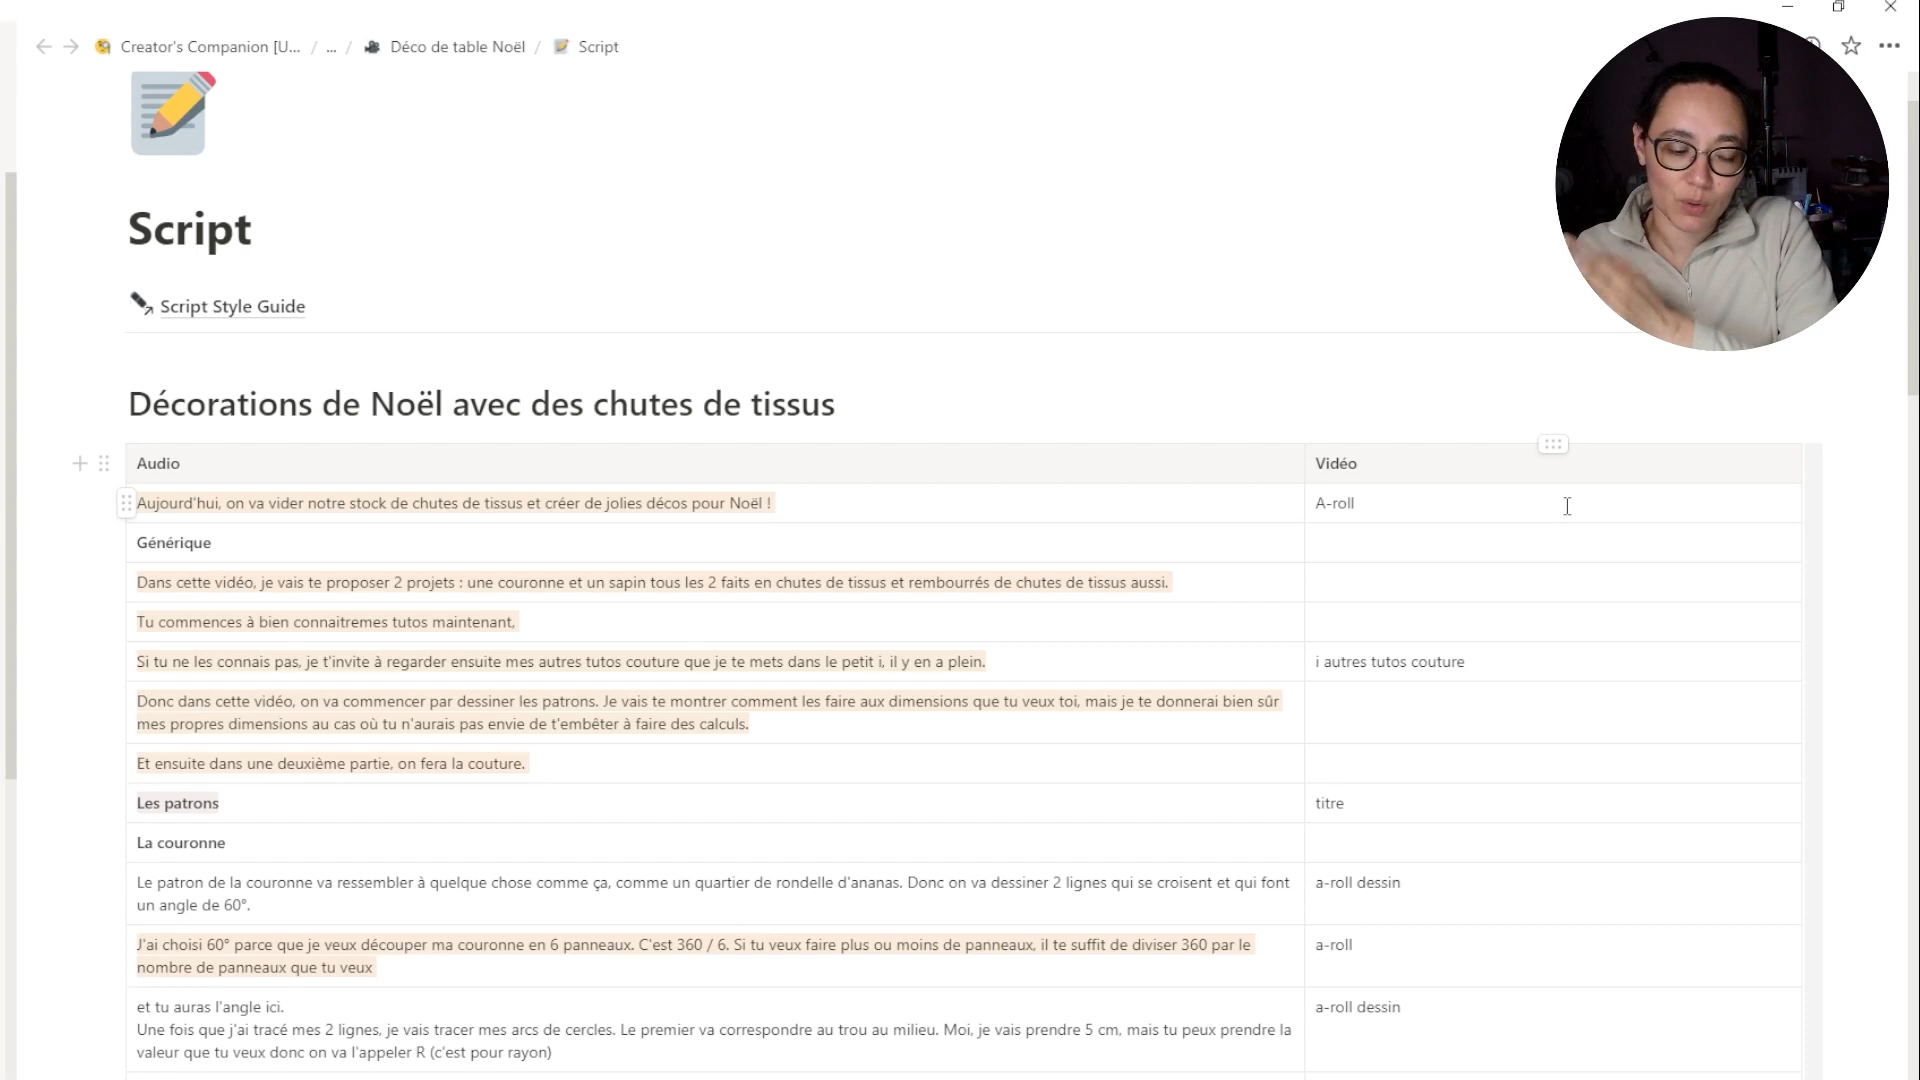 Creator's Companion [U... / ... / Déco de table Noël / Script
Script
Script Style Guide
Décorations de Noël avec des chutes de tissus
Audio
Vidéo
Aujourd'hui, on va vider notre stock de chutes de tissus et créer de jolies décos pour Noël !
A-roll
Générique
Dans cette vidéo, je vais te proposer 2 projets : une couronne et un sapin tous les 2 faits en chutes de tissus et rembourrés de chutes de tissus aussi.
Tu commences à bien connaitremes tutos maintenant,
Si tu ne les connais pas, je t'invite à regarder ensuite mes autres tutos couture que je te mets dans le petit i, il y en a plein.
i autres tutos couture
Donc dans cette vidéo, on va commencer par dessiner les patrons. Je vais te montrer comment les faire aux dimensions que tu veux toi, mais je te donnerai bien sûr
mes propres dimensions au cas où tu n'aurais pas envie de t'embêter à faire des calculs.
Et ensuite dans une deuxième partie, on fera la couture.
Les patrons
titre
La couronne
Le patron de la couronne va ressembler à quelque chose comme ça, comme un quartier de rondelle d'ananas. Donc on va dessiner 2 lignes qui se croisent et qui font
un angle de 60°.
a-roll dessin
J'ai choisi 60° parce que je veux découper ma couronne en 6 panneaux. C'est 360 / 6. Si tu veux faire plus ou moins de panneaux, il te suffit de diviser 360 par le
nombre de panneaux que tu veux
a-roll
et tu auras l'angle ici.
a-roll dessin
Une fois que j'ai tracé mes 2 lignes, je vais tracer mes arcs de cercles. Le premier va correspondre au trou au milieu. Moi, je vais prendre 5 cm, mais tu peux prendre la
valeur que tu veux donc on va l'appeler R (c'est pour rayon)